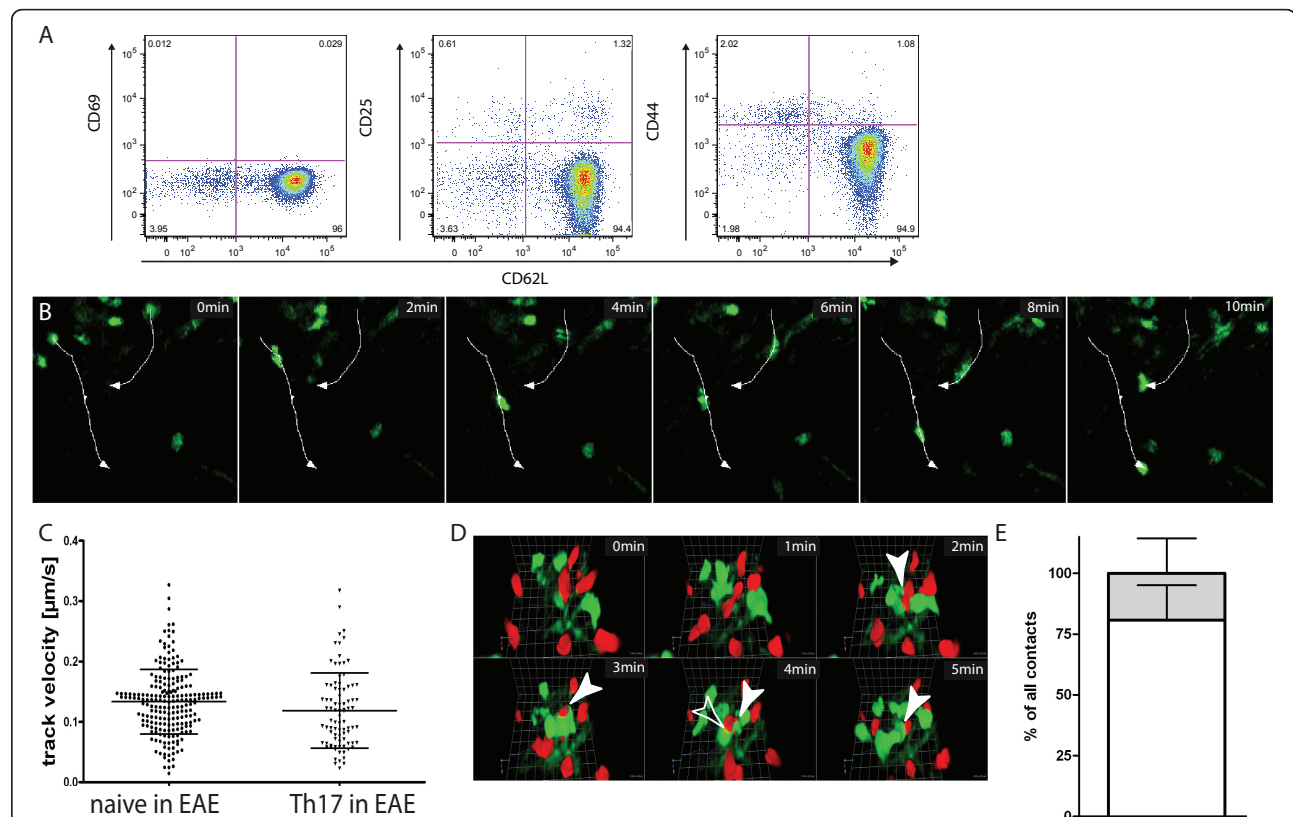 A
CD69
0.012 0.029
10⁵
10⁴
10³
10²
0
3.95 96
0 10² 10³ 10⁴ 10⁵
CD25
0.61 1.32
10⁵
10⁴
10³
10²
0
3.63 94.4
0 10² 10³ 10⁴ 10⁵
CD44
2.02 1.08
10⁵
10⁴
10³
10²
0
1.98 94.9
0 10² 10³ 10⁴ 10⁵
CD62L
B
0min 2min 4min 6min 8min 10min
C
track velocity [µm/s]
0.4
0.3
0.2
0.1
0.0
naive in EAE Th17 in EAE
D
0min 1min 2min
3min 4min 5min
E
% of all contacts
100
75
50
25
0